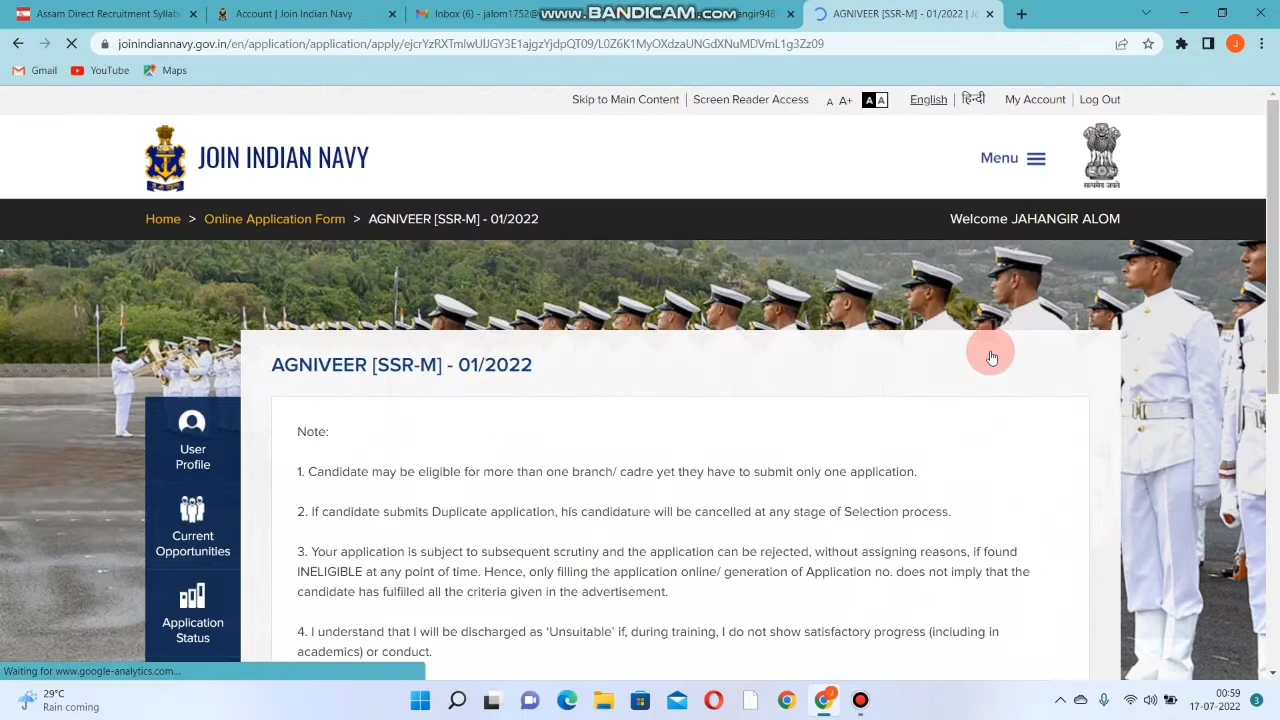 Assam Direct Recruitment Syllab
Account | Join Indian Navy
Inbox (6) - jalom1752@
www.BANDICAM.com
angir948
AGNIVEER [SSR-M] - 01/2022 | Jo
joinindiannavy.gov.in/en/application/application/apply/ejcrYzRXTmlwUlJGY3E1ajgzYjdpQT09/L0Z6K1MyOXdzaUNGdXNuMDVmL1g3Zz09
J
Gmail
YouTube
Maps
Skip to Main Content | Screen Reader Access A A+ A A English | हिन्दी My Account | Log Out
JOIN INDIAN NAVY
Menu
सत्यमेव जयते
Home > Online Application Form > AGNIVEER [SSR-M] - 01/2022
Welcome JAHANGIR ALOM
AGNIVEER [SSR-M] - 01/2022
User
Profile
Current
Opportunities
Application
Status
Note:
1. Candidate may be eligible for more than one branch/ cadre yet they have to submit only one application.
2. If candidate submits Duplicate application, his candidature will be cancelled at any stage of Selection process.
3. Your application is subject to subsequent scrutiny and the application can be rejected, without assigning reasons, if found
INELIGIBLE at any point of time. Hence, only filling the application online/ generation of Application no. does not imply that the
candidate has fulfilled all the criteria given in the advertisement.
4. I understand that I will be discharged as ‘Unsuitable’ if, during training, I do not show satisfactory progress (including in
academics) or conduct.
Waiting for www.google-analytics.com...
29°C
Rain coming
00:59
17-07-2022
3